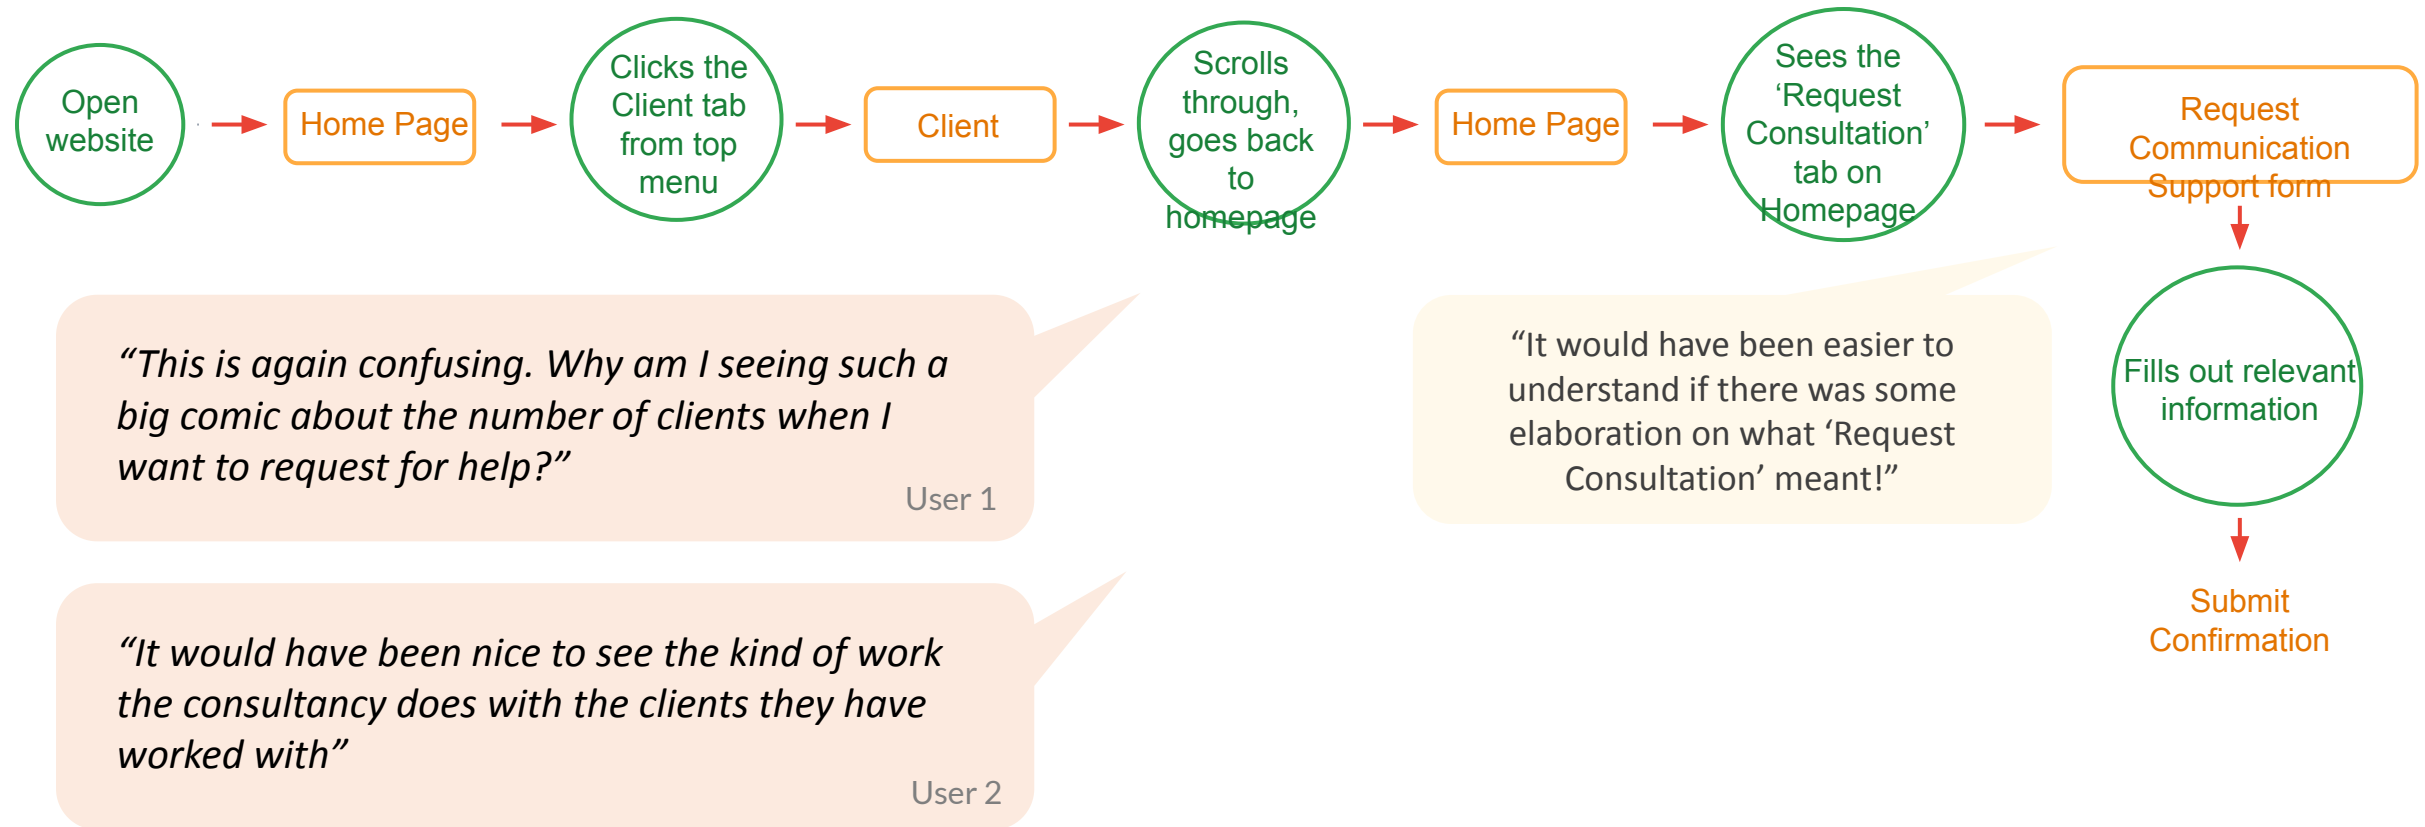 Open
website
Home Page
Clicks the
Client tab
from top
menu
Client
Scrolls
through,
goes back
to
homepage
Home Page
Sees the
‘Request
Consultation’
tab on
Homepage
Request
Communication
Support form
Fills out relevant
information
Submit
Confirmation
“This is again confusing. Why am I seeing such a
big comic about the number of clients when I
want to request for help?”
User 1
“It would have been easier to
understand if there was some
elaboration on what ‘Request
Consultation’ meant!”
“It would have been nice to see the kind of work
the consultancy does with the clients they have
worked with”
User 2